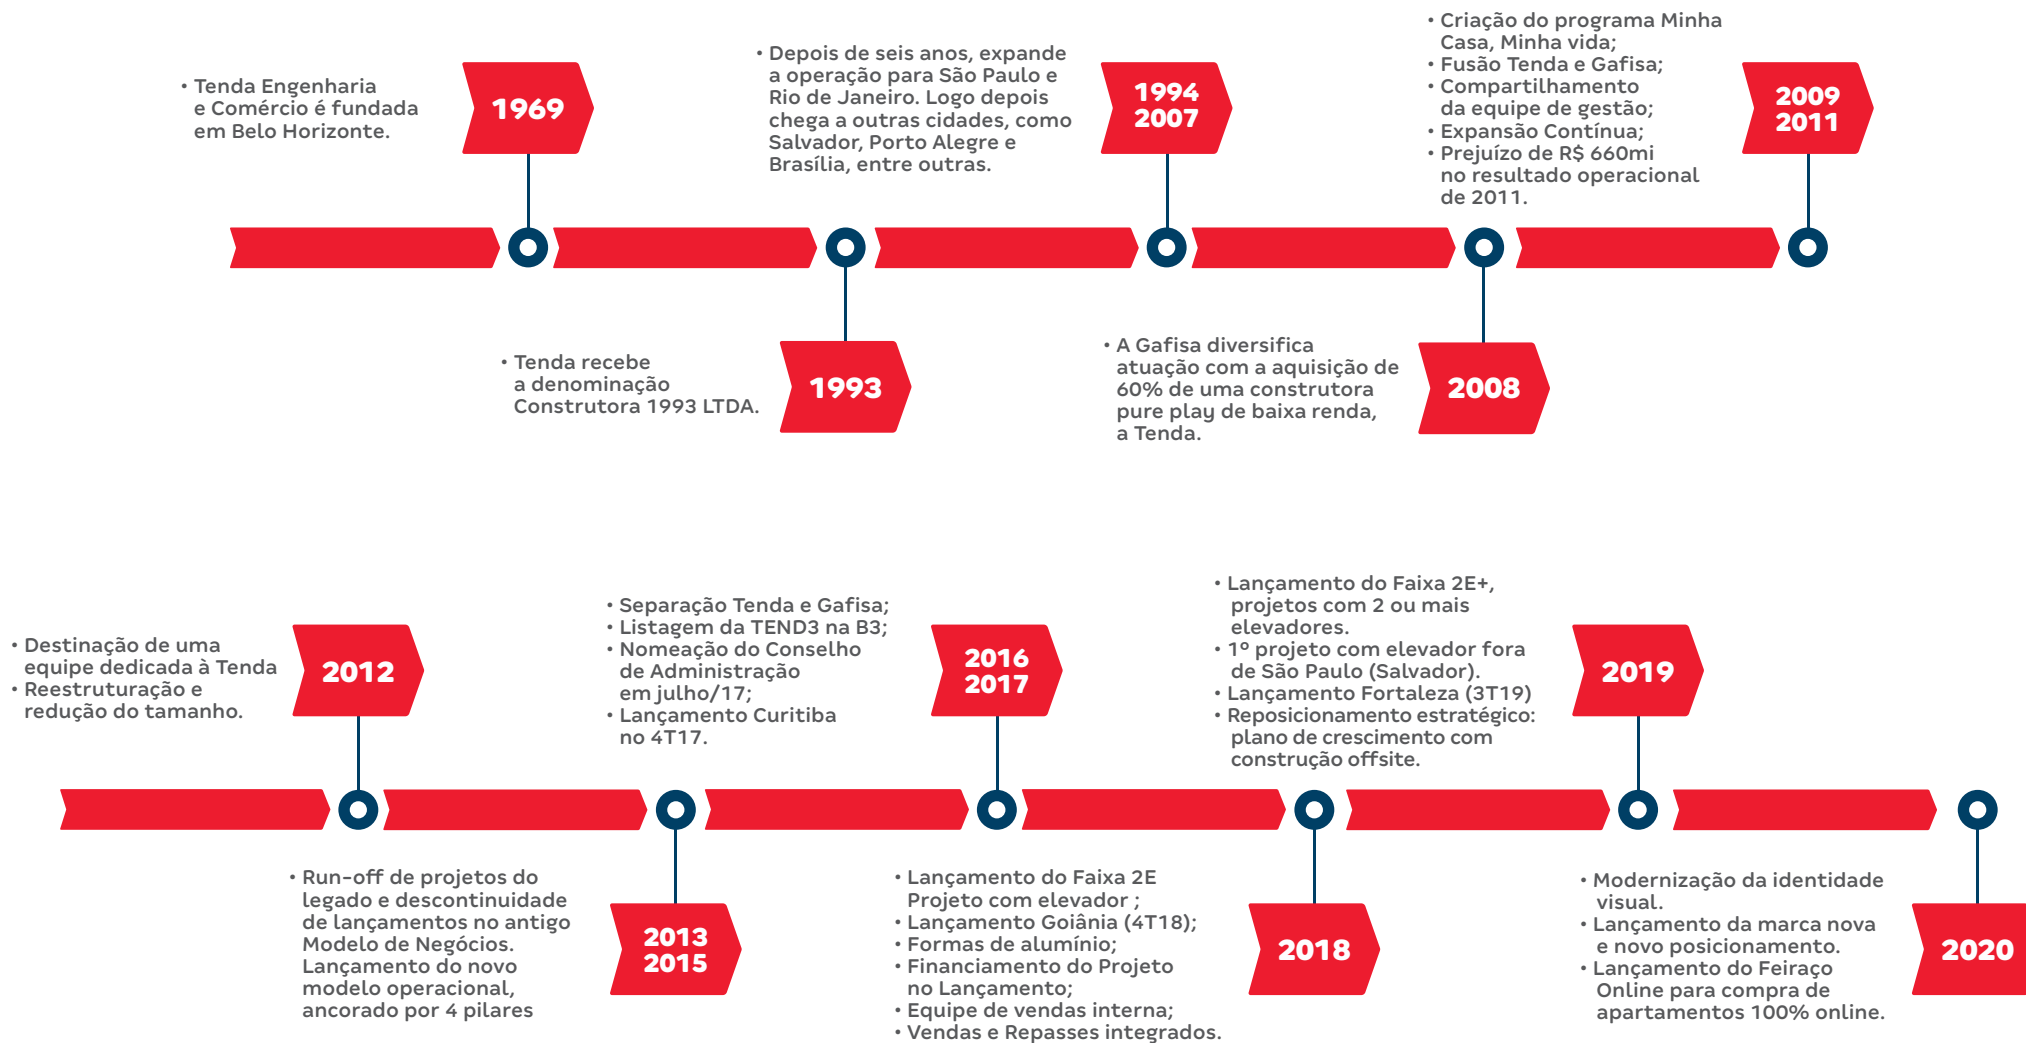 • Tenda Engenharia
e Comércio é fundada
em Belo Horizonte.
1969
• Tenda recebe
a denominação
Construtora 1993 LTDA.
1993
• Depois de seis anos, expande
a operação para São Paulo e
Rio de Janeiro. Logo depois
chega a outras cidades, como
Salvador, Porto Alegre e
Brasília, entre outras.
1994
2007
• A Gafisa diversifica
atuação com a aquisição de
60% de uma construtora
pure play de baixa renda,
a Tenda.
2008
• Criação do programa Minha
Casa, Minha vida;
• Fusão Tenda e Gafisa;
• Compartilhamento
da equipe de gestão;
• Expansão Contínua;
• Prejuízo de R$ 660mi
no resultado operacional
de 2011.
2009
2011
• Destinação de uma
equipe dedicada à Tenda
• Reestruturação e
redução do tamanho.
2012
• Run-off de projetos do
legado e descontinuidade
de lançamentos no antigo
Modelo de Negócios.
Lançamento do novo
modelo operacional,
ancorado por 4 pilares
2013
2015
• Separação Tenda e Gafisa;
• Listagem da TEND3 na B3;
• Nomeação do Conselho
de Administração
em julho/17;
• Lançamento Curitiba
no 4T17.
2016
2017
• Lançamento do Faixa 2E
Projeto com elevador ;
• Lançamento Goiânia (4T18);
• Formas de alumínio;
• Financiamento do Projeto
no Lançamento;
• Equipe de vendas interna;
• Vendas e Repasses integrados.
2018
• Lançamento do Faixa 2E+,
projetos com 2 ou mais
elevadores.
• 1º projeto com elevador fora
de São Paulo (Salvador).
• Lançamento Fortaleza (3T19)
• Reposicionamento estratégico:
plano de crescimento com
construção offsite.
2019
• Modernização da identidade
visual.
• Lançamento da marca nova
e novo posicionamento.
• Lançamento do Feiraço
Online para compra de
apartamentos 100% online.
2020